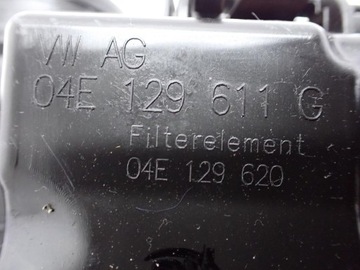 VW AG
04E 129 611 G
Filterelement
04E 129 620